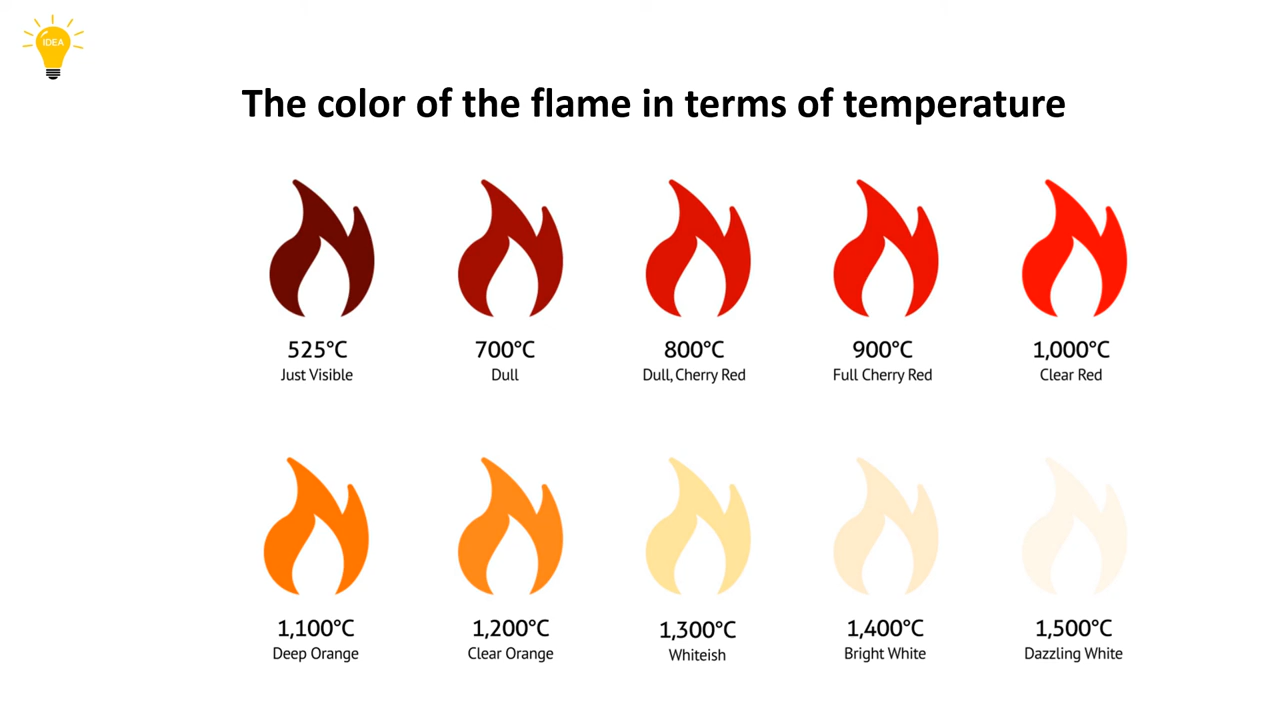 IDEA
The color of the flame in terms of temperature
525°C
Just Visible
700°C
Dull
800°C
Dull, Cherry Red
900°C
Full Cherry Red
1,000°C
Clear Red
1,100°C
Deep Orange
1,200°C
Clear Orange
1,300°C
Whiteish
1,400°C
Bright White
1,500°C
Dazzling White